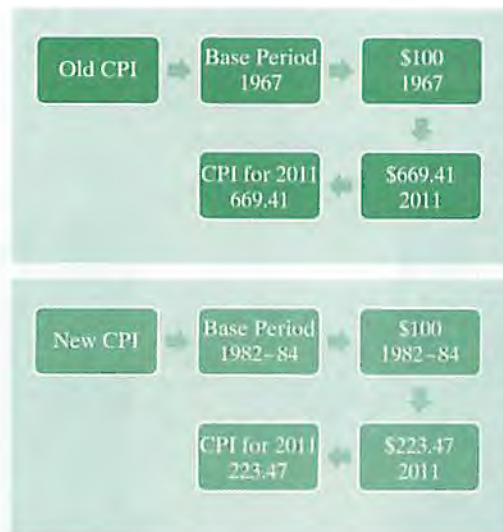 Old CPI
Base Period
1967
$100
1967
CPI for 2011
669.41
$669.41
2011
New CPI
Base Period
1982–84
$100
1982–84
CPI for 2011
223.47
$223.47
2011